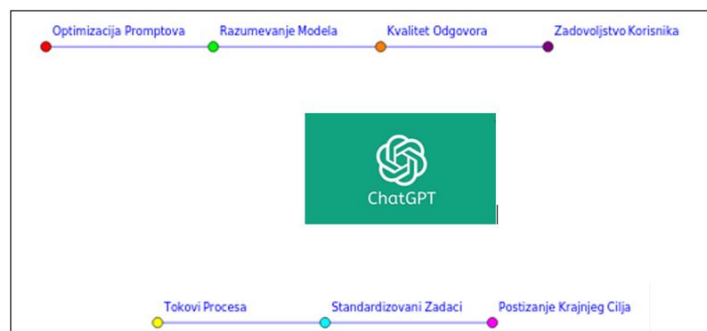 Optimizacija Promptova
Razumevanje Modela
Kvalitet Odgovora
Zadovoljstvo Korisnika
ChatGPT
Tokovi Procesa
Standardizovani Zadaci
Postizanje Krajnjeg Cilja